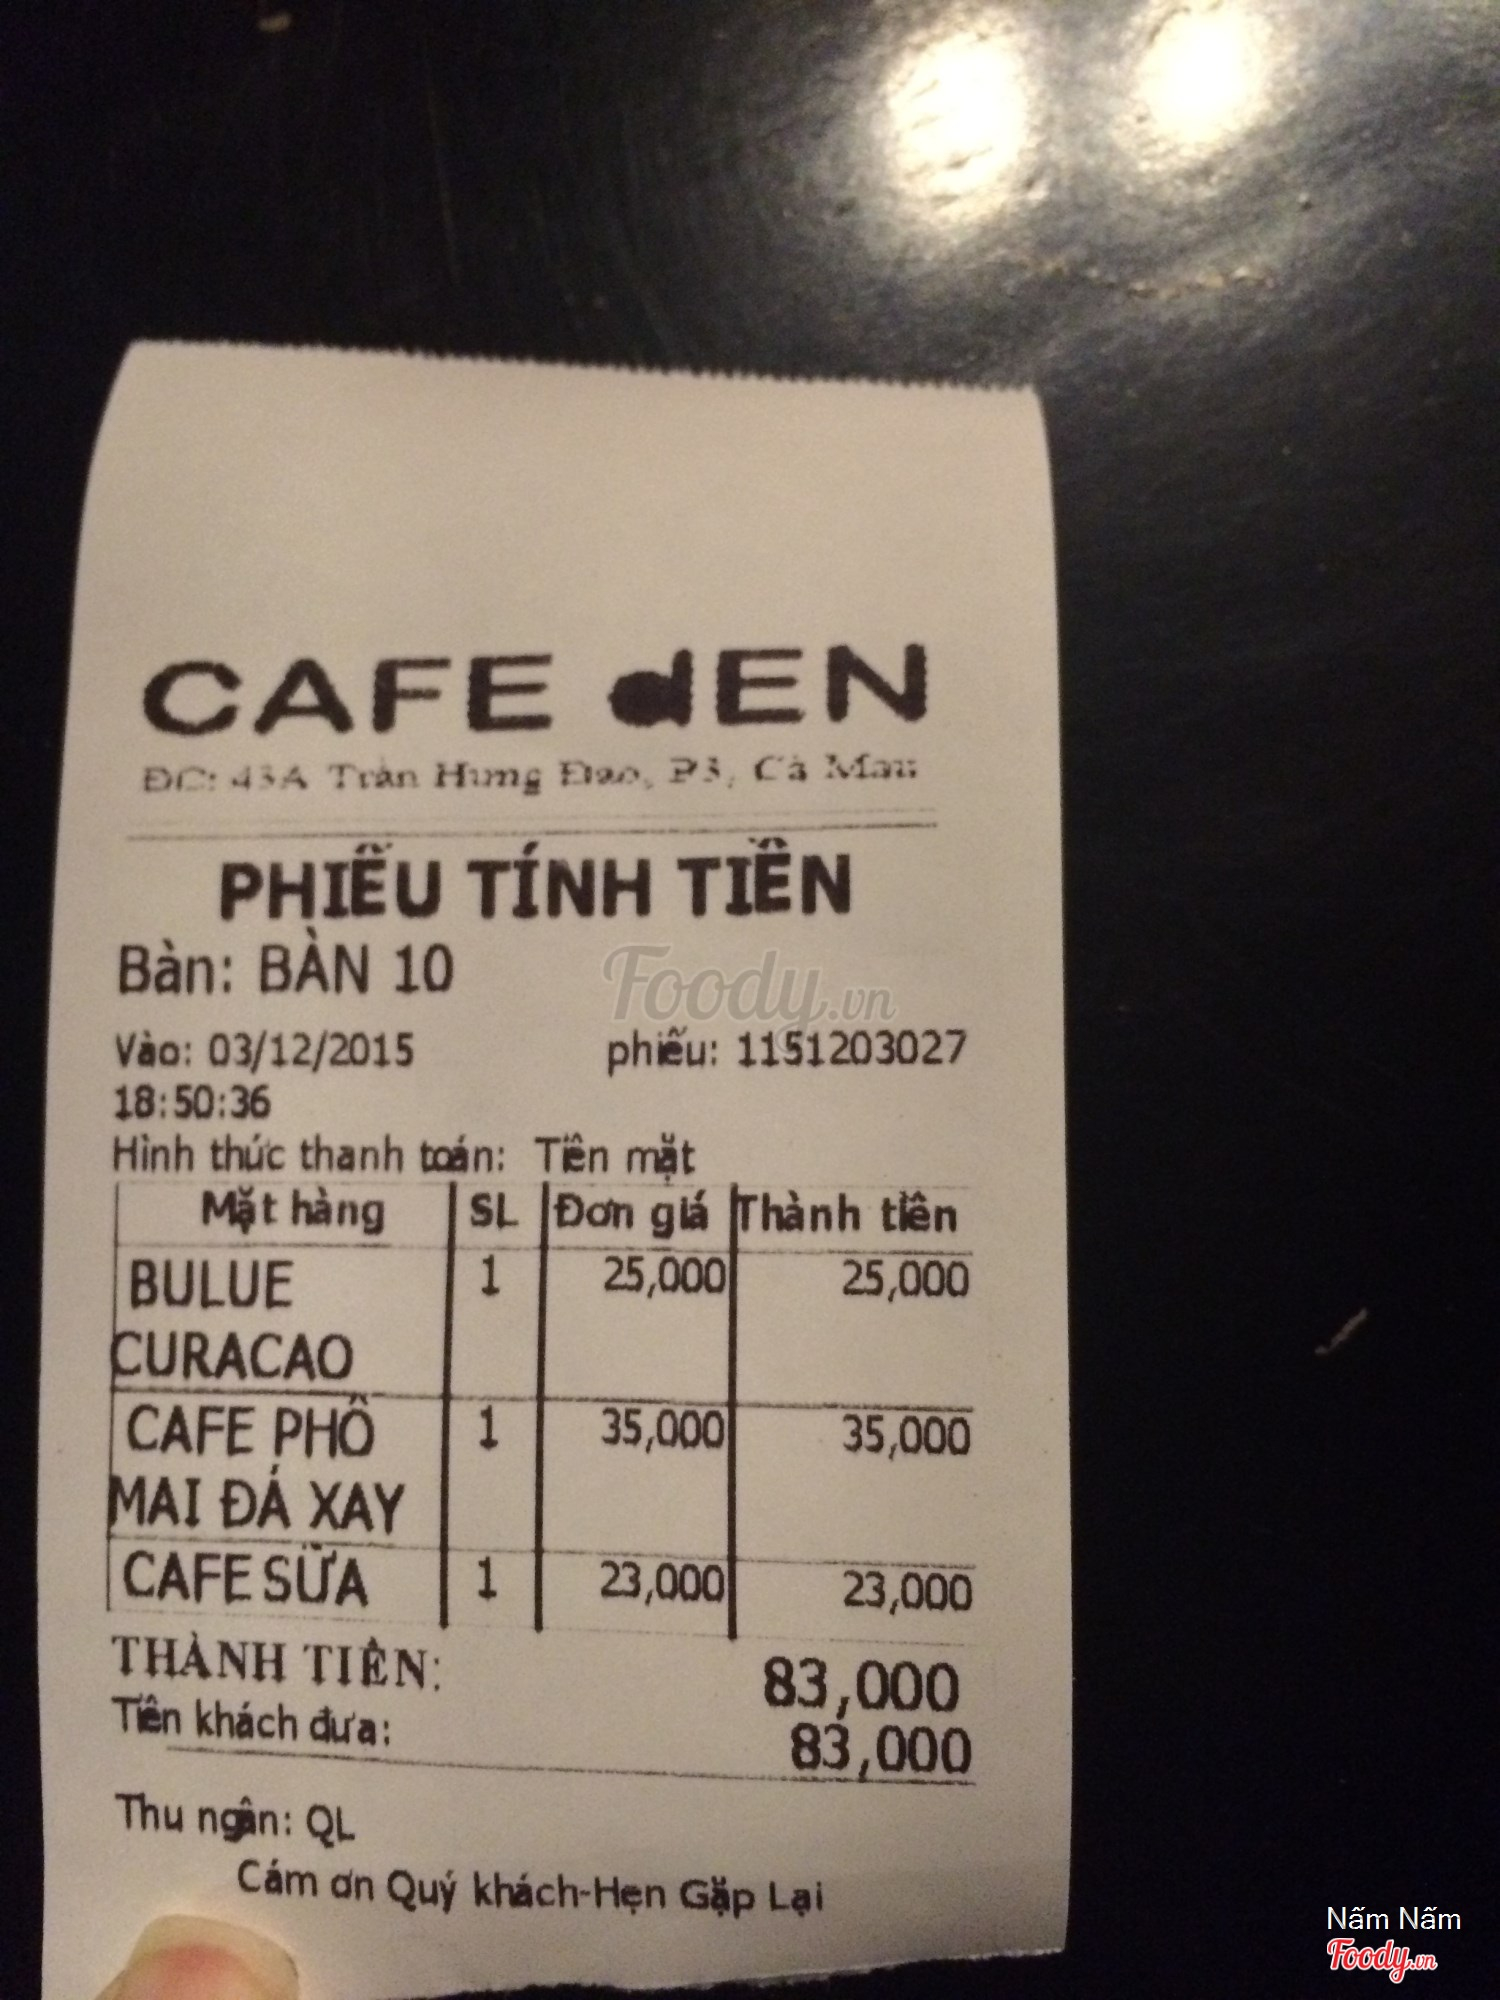 CAFE dEN
ĐC: 43A Trần Hưng Đạo, P3, Cà Mau
PHIẾU TÍNH TIỀN
Bàn: BÀN 10
Foody.vn
Vào: 03/12/2015 phiếu: 1151203027
18:50:36
Hình thức thanh toán: Tiền mặt
Mặt hàng SL Đơn giá Thành tiền
BULUE 1 25,000 25,000
CURACAO
CAFE PHÔ 1 35,000 35,000
MAI ĐÁ XAY
CAFE SỮA 1 23,000 23,000
THÀNH TIỀN: 83,000
Tiền khách đưa: 83,000
Thu ngân: QL
Cám ơn Quý khách-Hẹn Gặp Lại
Nấm Nấm
Foody.vn